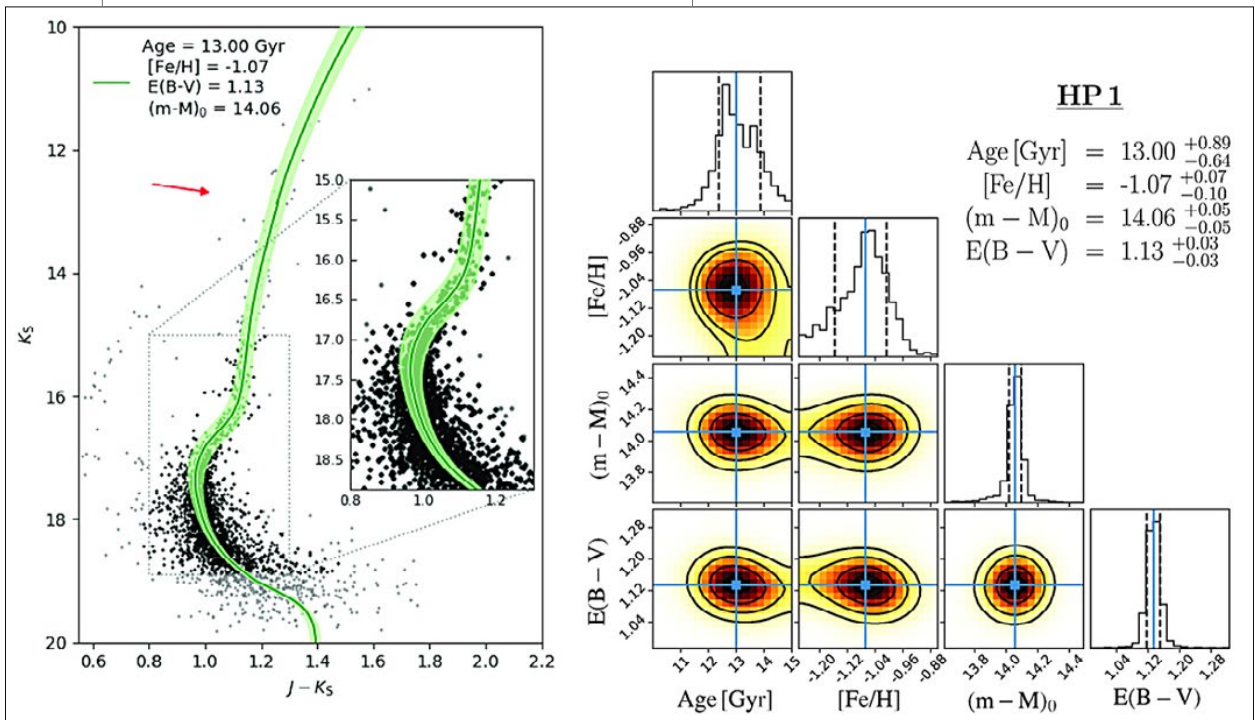 10
12
14
16
18
20
K_S
Age = 13.00 Gyr
[Fe/H] = -1.07
E(B-V) = 1.13
(m-M)₀ = 14.06
15.0
15.5
16.0
16.5
17.0
17.5
18.0
18.5
0.8 1.0 1.2
0.6 0.8 1.0 1.2 1.4 1.6 1.8 2.0 2.2
J − K_S
HP 1
Age [Gyr] = 13.00 +0.89 −0.64
[Fe/H] = -1.07 +0.07 −0.10
(m − M)₀ = 14.06 +0.05 −0.05
E(B − V) = 1.13 +0.03 −0.03
[Fe/H]
-0.88
-0.96
-1.04
-1.12
-1.20
(m − M)₀
14.4
14.2
14.0
13.8
E(B − V)
1.28
1.20
1.12
1.04
11 12 13 14 15
-1.20 -1.12 -1.04 -0.96 -0.88
13.8 14.0 14.2 14.4
1.04 1.12 1.20 1.28
Age [Gyr] [Fe/H] (m − M)₀ E(B − V)